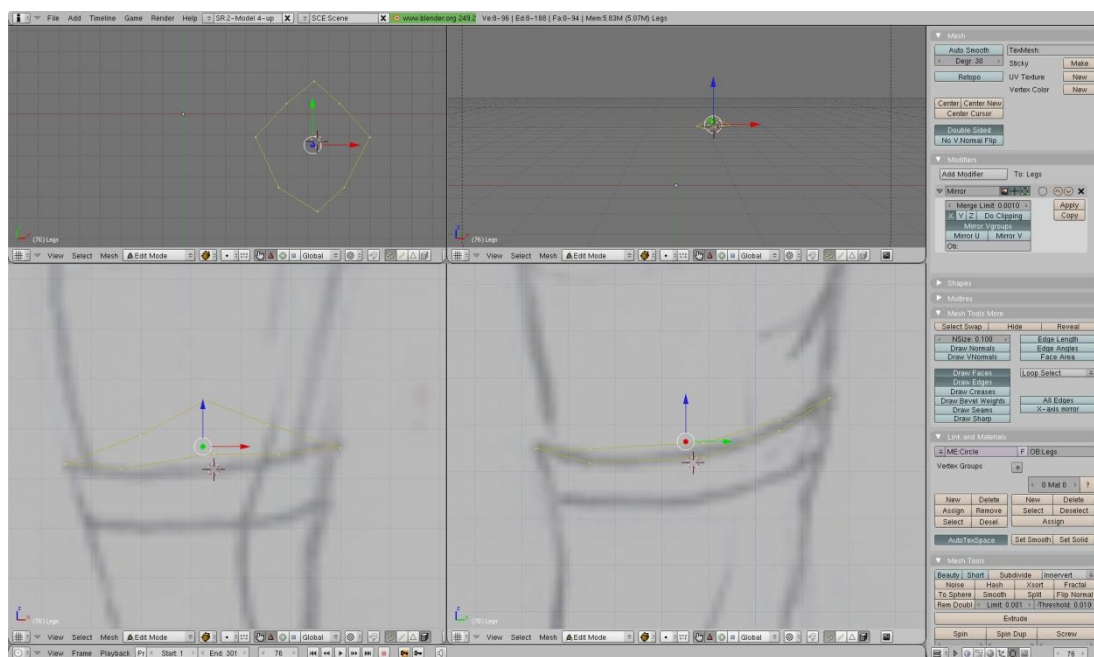 File Add Timeline Game Render Help SR:2-Model 4-up X SCE:Scene X www.blender.org 249.2 Ve:8-96 | Ed:8-188 | Fa:0-94 | Mem:5.83M (5.07M) Legs
(76) Legs
(76) Legs
View Select Mesh Edit Mode Global
View Select Mesh Edit Mode Global
(76) Legs
(76) Legs
View Select Mesh Edit Mode Global
View Select Mesh Edit Mode Global
View Frame Playback Pr Start 1 End: 301 76
Mesh
Auto Smooth TexMesh:
Degr: 30 Sticky Make
Retopo UV Texture New
Vertex Color New
Center Center New
Center Cursor
Double Sided
No V.Normal Flip
Modifiers
Add Modifier To: Legs
Mirror
Merge Limit: 0.0010 Apply
X Y Z Do Clipping Copy
Mirror Vgroups
Mirror U Mirror V
Ob:
Shapes
Multires
Mesh Tools More
Select Swap Hide Reveal
NSize: 0.100 Edge Length
Draw Normals Edge Angles
Draw VNormals Face Area
Draw Faces Loop Select
Draw Edges
Draw Creases
Draw Bevel Weights All Edges
Draw Seams X-axis mirror
Draw Sharp
Link and Materials
ME:Circle F OB:Legs
Vertex Groups
0 Mat 0 ?
New Delete New Delete
Assign Remove Select Deselect
Select Desel. Assign
AutoTexSpace Set Smooth Set Solid
Mesh Tools
Beauty Short Subdivide Innervert
Noise Hash Xsort Fractal
To Sphere Smooth Split Flip Normal
Rem Doubl Limit: 0.001 Threshold: 0.010
Extrude
Spin Spin Dup Screw
76